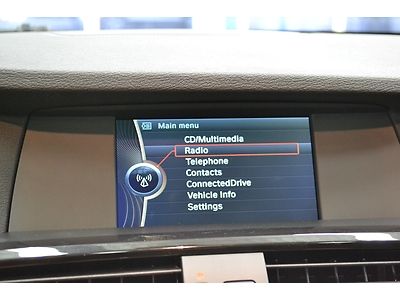 Main menu
CD/Multimedia
Radio
Telephone
Contacts
ConnectedDrive
Vehicle Info
Settings